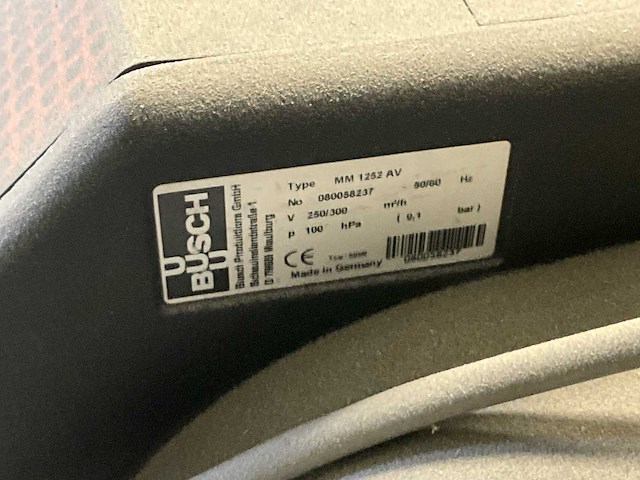 BUSCH
Busch Produktions GmbH
Schauinslandstraße 1
Maulburg
Type MM 1252 AV
No 080058237 50/60 Hz
V 250/300 m³/h
p 100 hPa ( 0,1 bar )
CE
Made in Germany
080058237